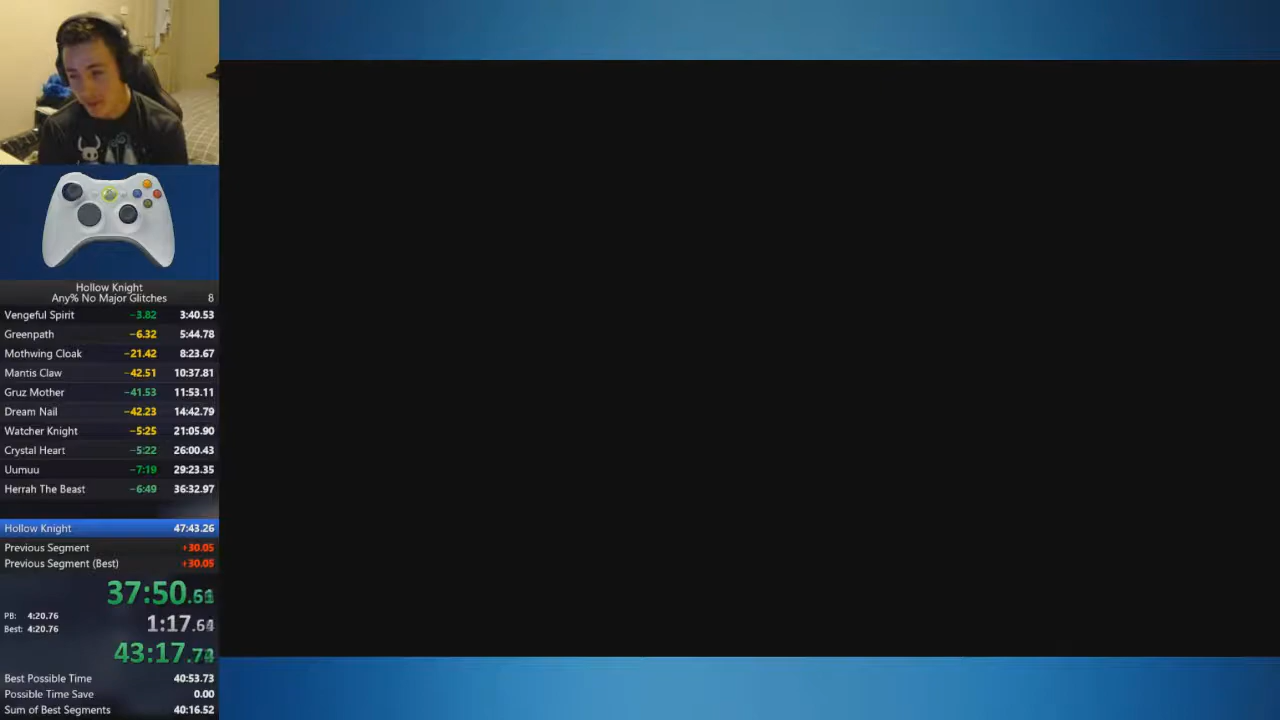 Hollow Knight
Any% No Major Glitches 8
Vengeful Spirit -3.82 3:40.53
Greenpath -6.32 5:44.78
Mothwing Cloak -21.42 8:23.67
Mantis Claw -42.51 10:37.81
Gruz Mother -41.53 11:53.11
Dream Nail -42.23 14:42.79
Watcher Knight -5:25 21:05.90
Crystal Heart -5:22 26:00.43
Uumuu -7:19 29:23.35
Herrah The Beast -6:49 36:32.97
Hollow Knight 47:43.26
Previous Segment +30.05
Previous Segment (Best) +30.05
37:50
PB: 4:20.76
Best: 4:20.76
1:17
43:17
Best Possible Time 40:53.73
Possible Time Save 0.00
Sum of Best Segments 40:16.52